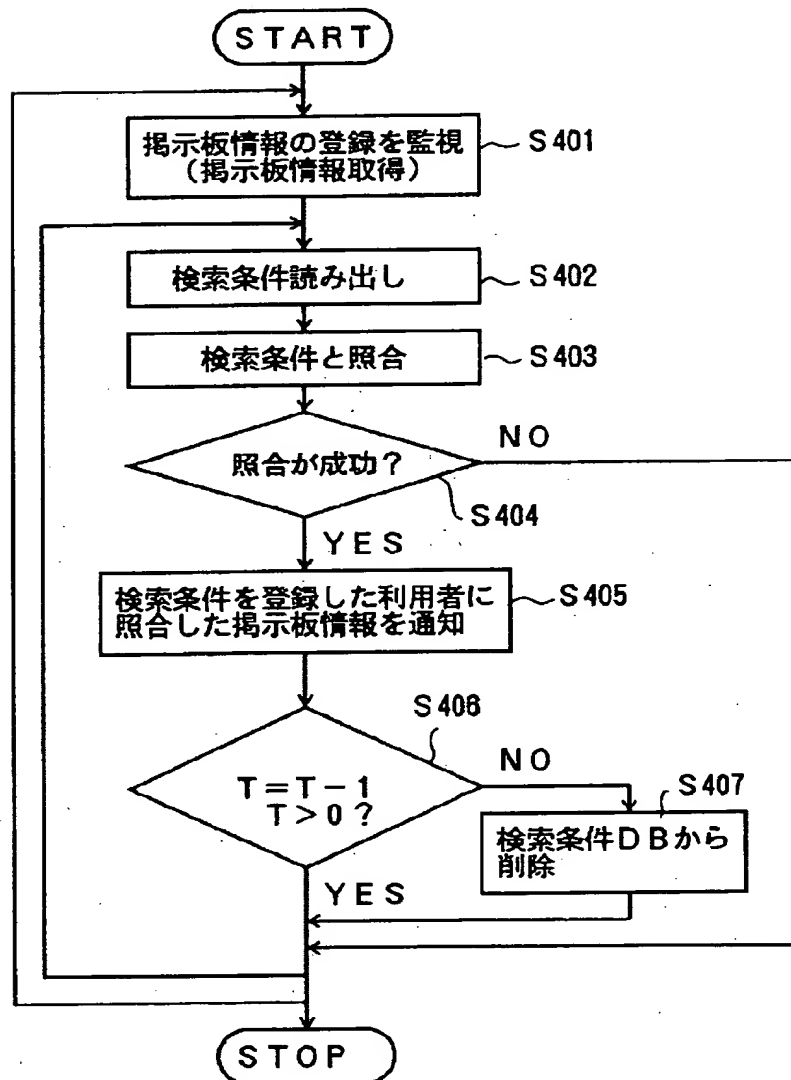 START
掲示板情報の登録を監視
(掲示板情報取得)
S401
検索条件読み出し
S402
検索条件と照合
S403
照合が成功?
NO
S404
YES
検索条件を登録した利用者に
照合した掲示板情報を通知
S405
S406
T=T-1
T>0?
NO
S407
検索条件DBから
削除
YES
STOP